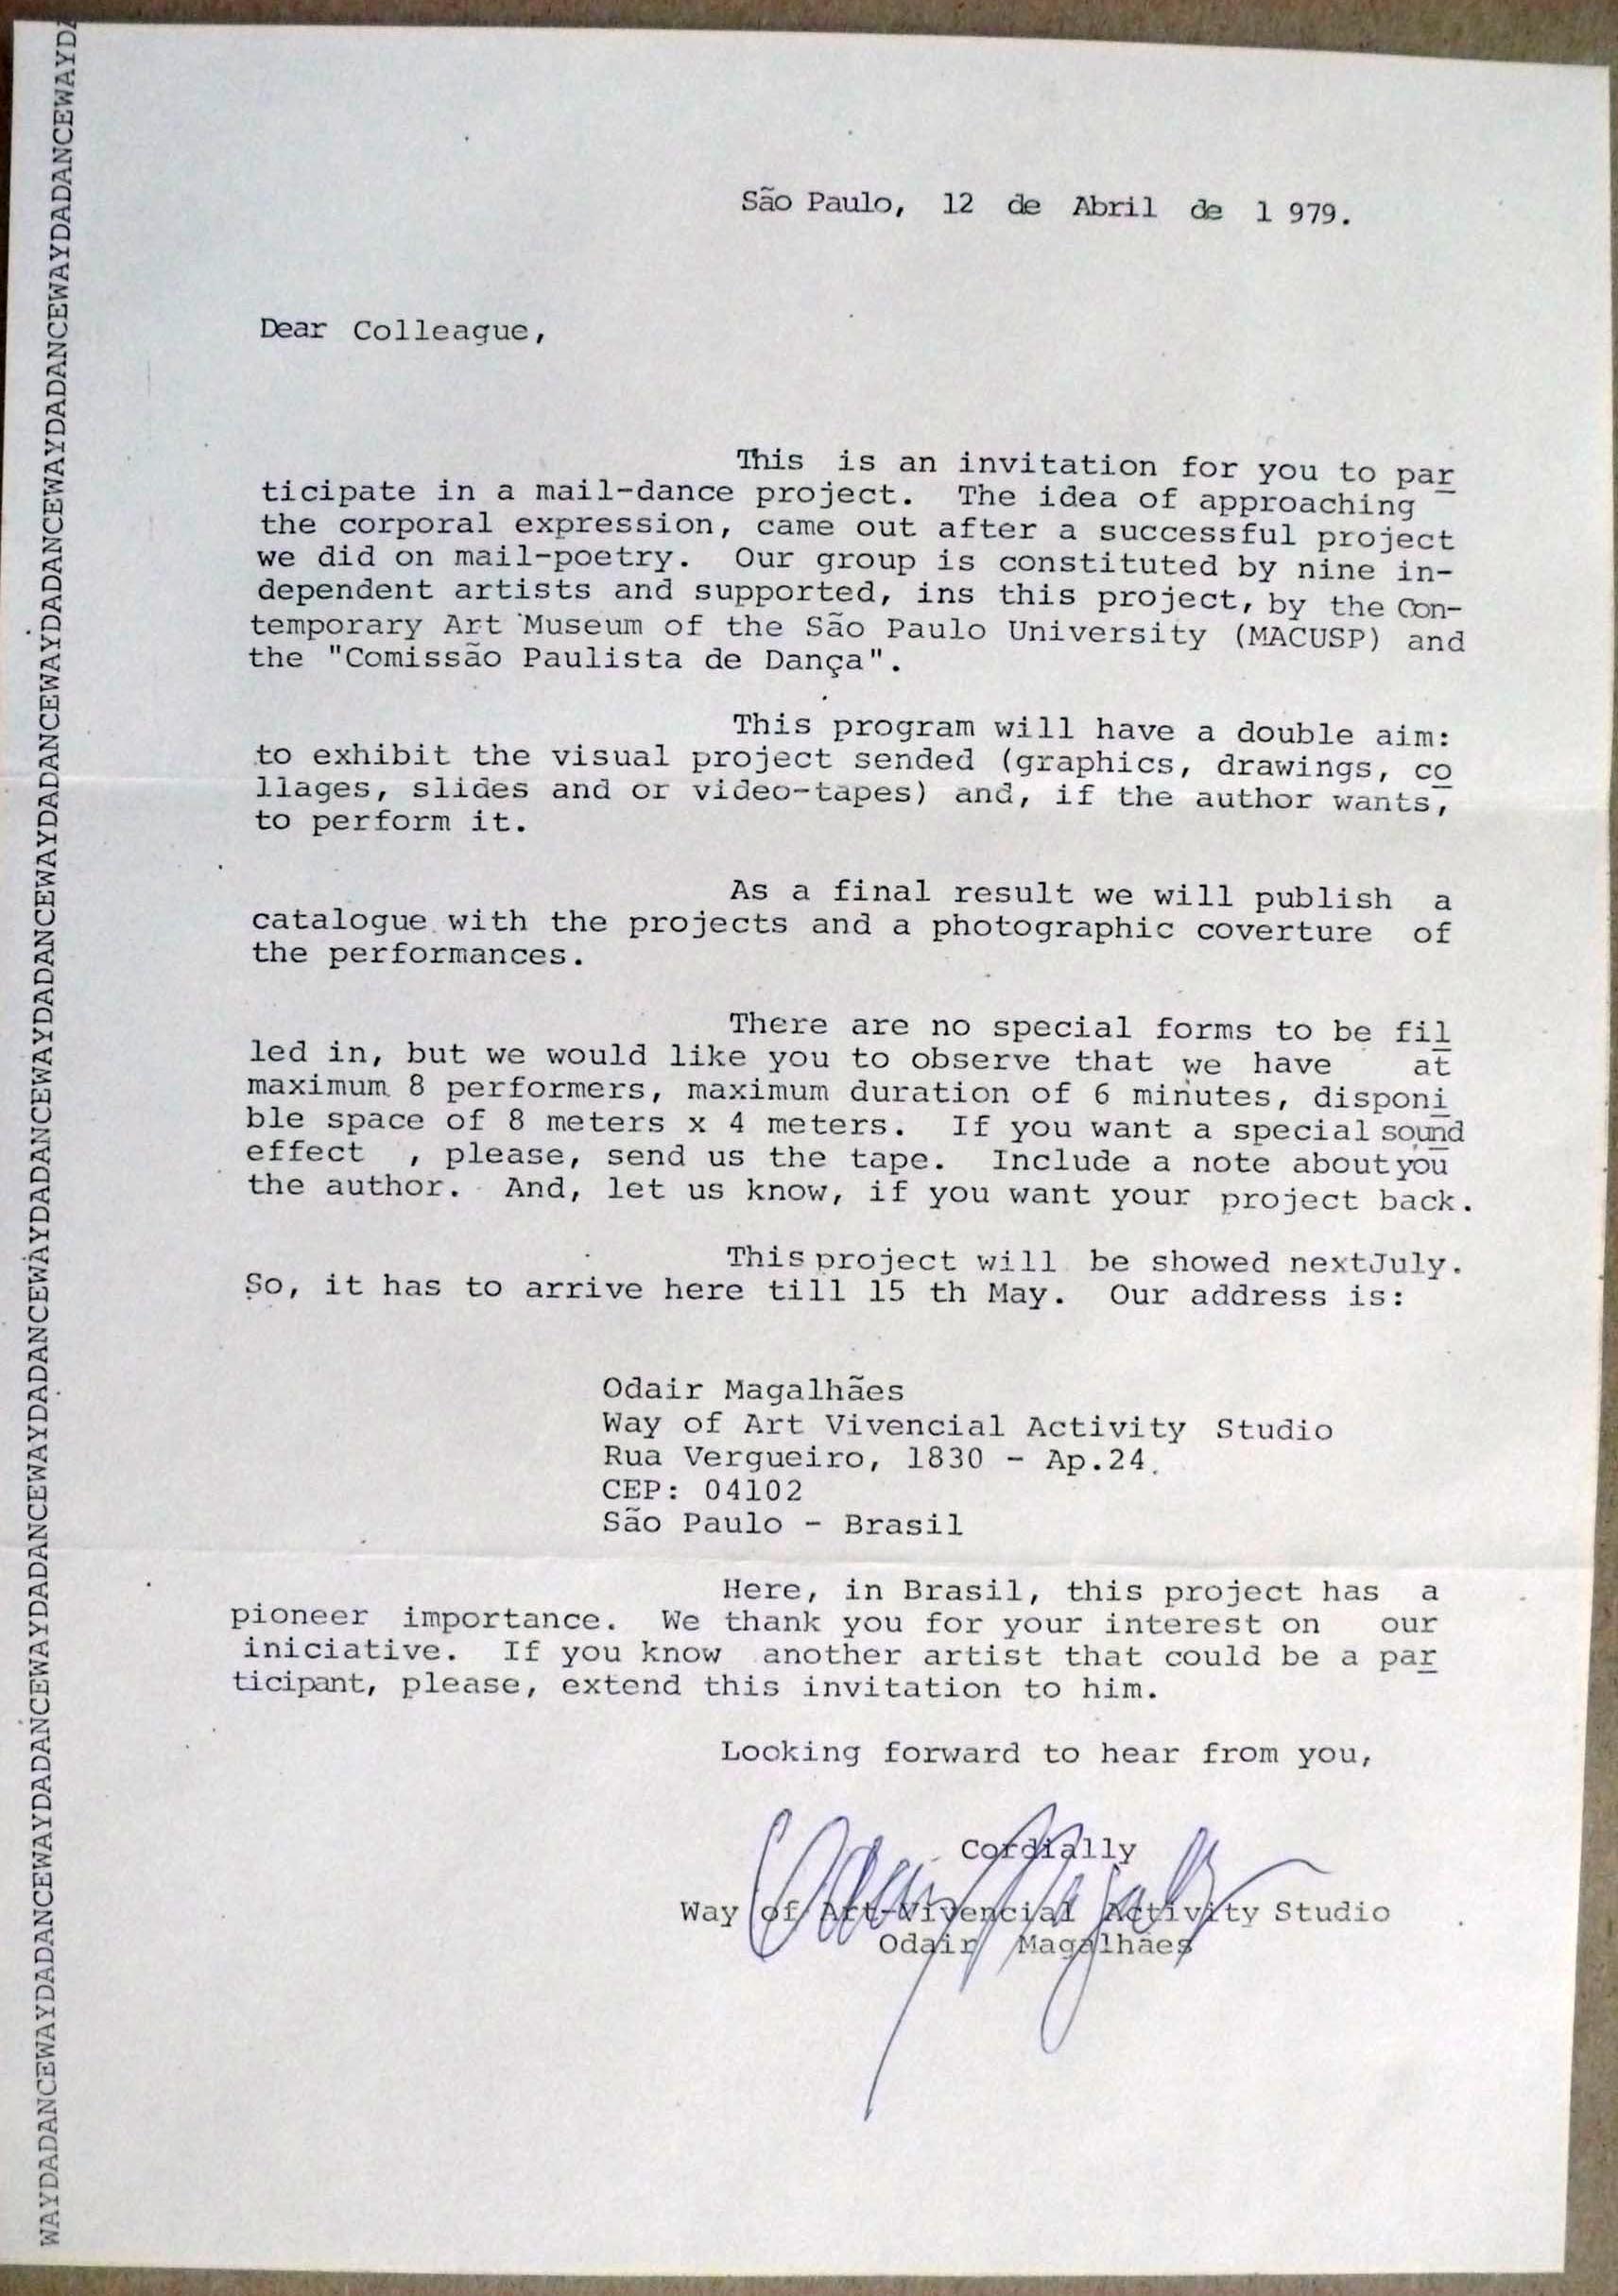 São Paulo, 12 de Abril de 1 979.
Dear Colleague,
This is an invitation for you to par
ticipate in a mail-dance project. The idea of approaching
the corporal expression, came out after a successful project
we did on mail-poetry. Our group is constituted by nine in-
dependent artists and supported, ins this project, by the Con-
temporary Art Museum of the São Paulo University (MACUSP) and
the "Comissão Paulista de Dança".
This program will have a double aim:
to exhibit the visual project sended (graphics, drawings, co
llages, slides and or video-tapes) and, if the author wants,
to perform it.
As a final result we will publish a
catalogue with the projects and a photographic coverture of
the performances.
There are no special forms to be fil
led in, but we would like you to observe that we have at
maximum 8 performers, maximum duration of 6 minutes, disponi
ble space of 8 meters x 4 meters. If you want a special sound
effect , please, send us the tape. Include a note about you
the author. And, let us know, if you want your project back.
This project will be showed nextJuly.
So, it has to arrive here till 15 th May. Our address is:
Odair Magalhães
Way of Art Vivencial Activity Studio
Rua Vergueiro, 1830 - Ap.24.
CEP: 04102
São Paulo - Brasil
Here, in Brasil, this project has a
pioneer importance. We thank you for your interest on our
iniciative. If you know another artist that could be a par
ticipant, please, extend this invitation to him.
Looking forward to hear from you,
Cordially
Way of Art-Vivencial Activity Studio
Odair Magalhães
WAYDADANCEWAYDADANCEWAYDADANCEWAYDADANCEWAYDADANCEWAYDADANCEWAYDADANCEWAYDADANCEWAYDADANCEWAYDADANCEWAYDADANCEWAYDADANCEWAYDADANCEWAYDADANCEWAYDADANCEWAYDA